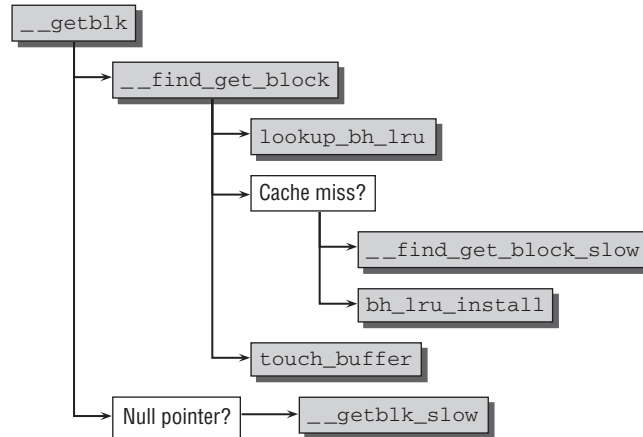 __getblk
__find_get_block
lookup_bh_lru
Cache miss?
__find_get_block_slow
bh_lru_install
touch_buffer
Null pointer?
__getblk_slow